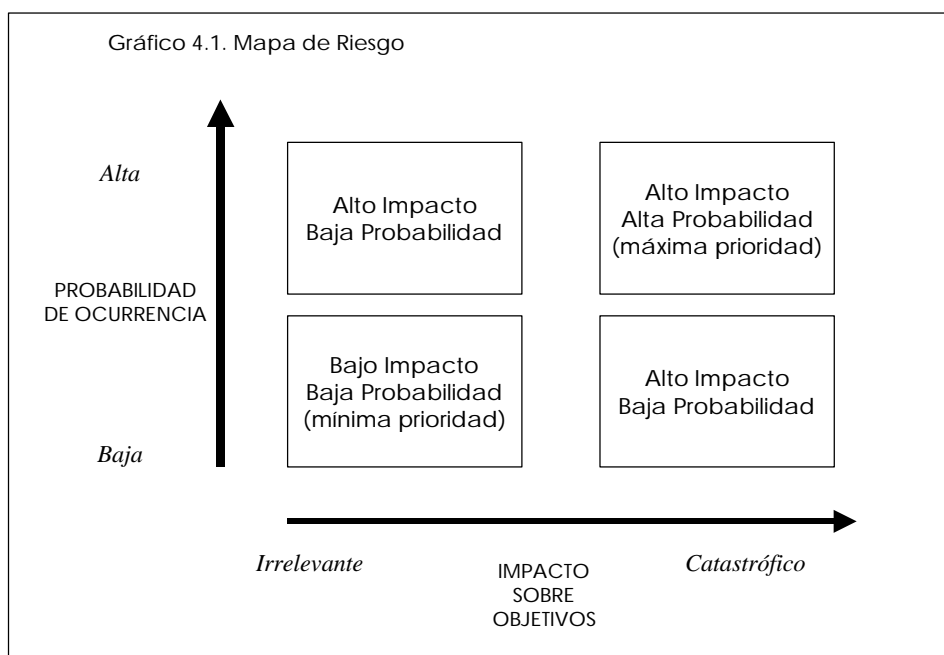 Gráfico 4.1. Mapa de Riesgo
Alta
Alto Impacto
Baja Probabilidad
Alto Impacto
Alta Probabilidad
(máxima prioridad)
PROBABILIDAD
DE OCURRENCIA
Bajo Impacto
Baja Probabilidad
(mínima prioridad)
Alto Impacto
Baja Probabilidad
Baja
Irrelevante
IMPACTO
SOBRE
OBJETIVOS
Catastrófico